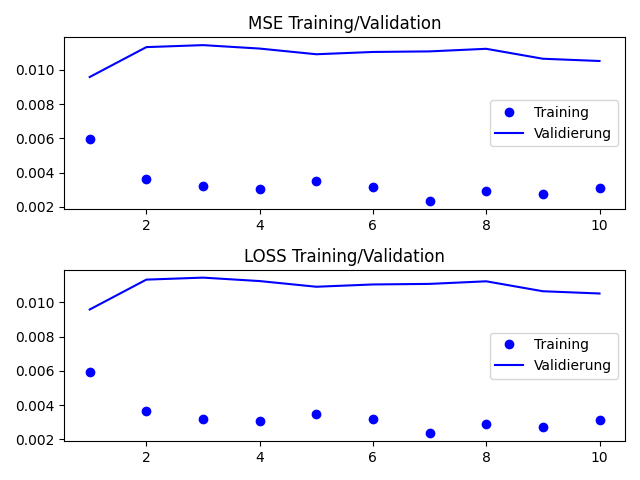 MSE Training/Validation
0.010
0.008
0.006
0.004
0.002
Training
Validierung
2 4 6 8 10
LOSS Training/Validation
0.010
0.008
0.006
0.004
0.002
Training
Validierung
2 4 6 8 10